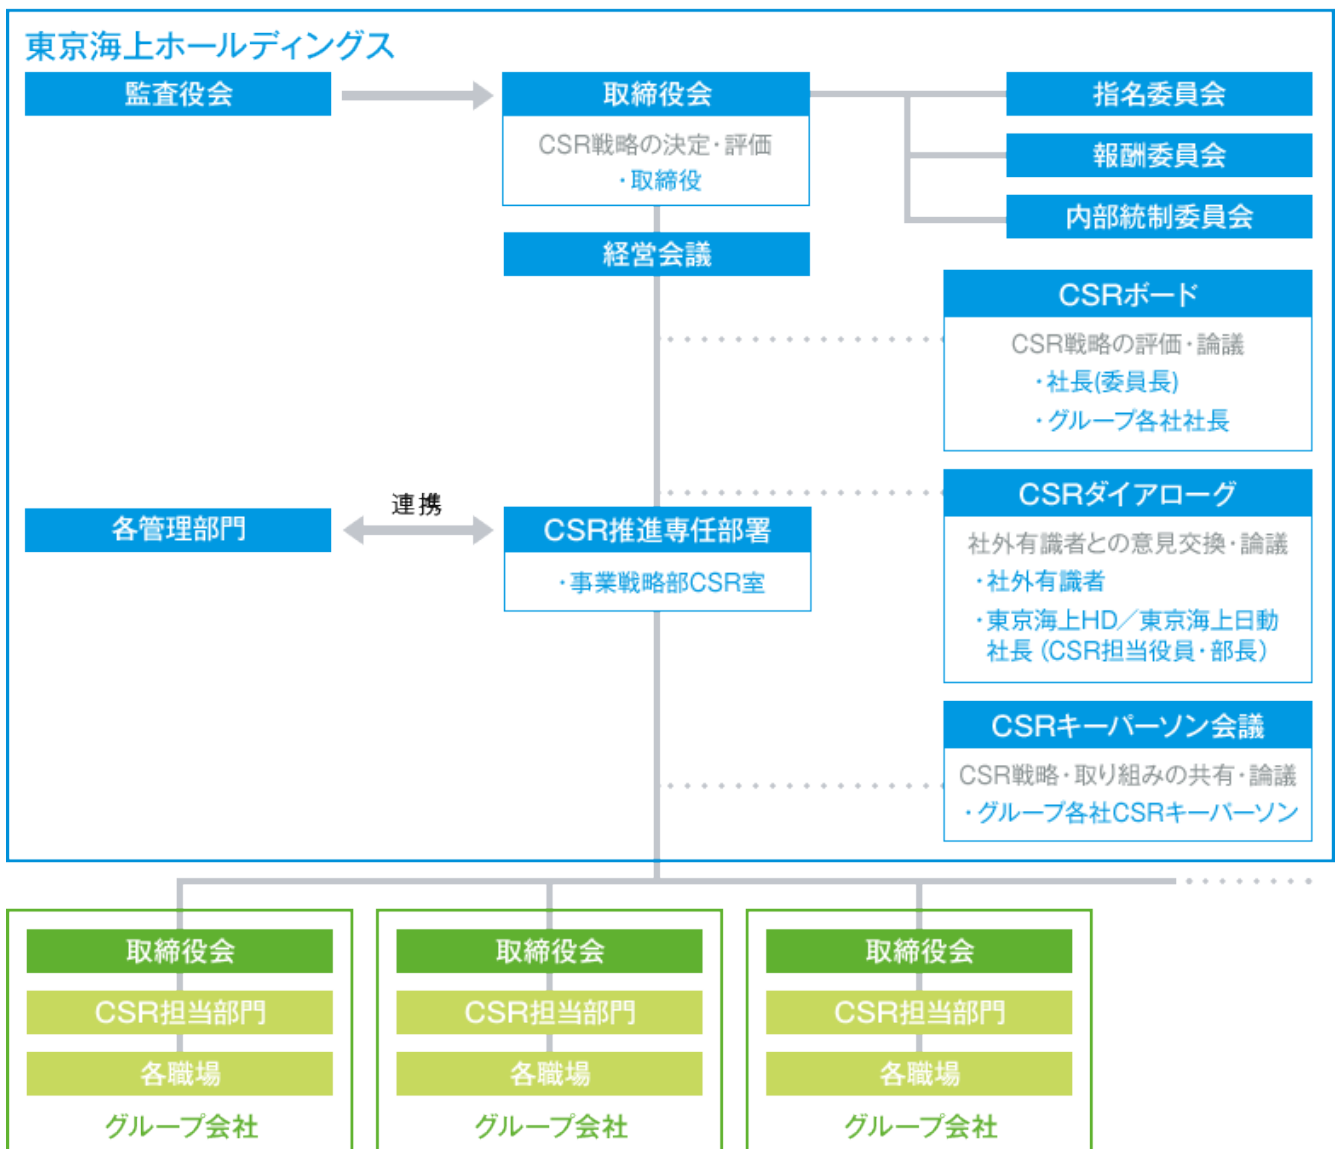 東京海上ホールディングス
監査役会
取締役会
CSR戦略の決定・評価
・取締役
指名委員会
報酬委員会
内部統制委員会
経営会議
CSRボード
CSR戦略の評価・論議
・社長(委員長)
・グループ各社社長
各管理部門
連携
CSR推進専任部署
・事業戦略部CSR室
CSRダイアローグ
社外有識者との意見交換・論議
・社外有識者
・東京海上HD／東京海上日動
社長（CSR担当役員・部長）
CSRキーパーソン会議
CSR戦略・取り組みの共有・論議
・グループ各社CSRキーパーソン
取締役会
CSR担当部門
各職場
グループ会社
取締役会
CSR担当部門
各職場
グループ会社
取締役会
CSR担当部門
各職場
グループ会社